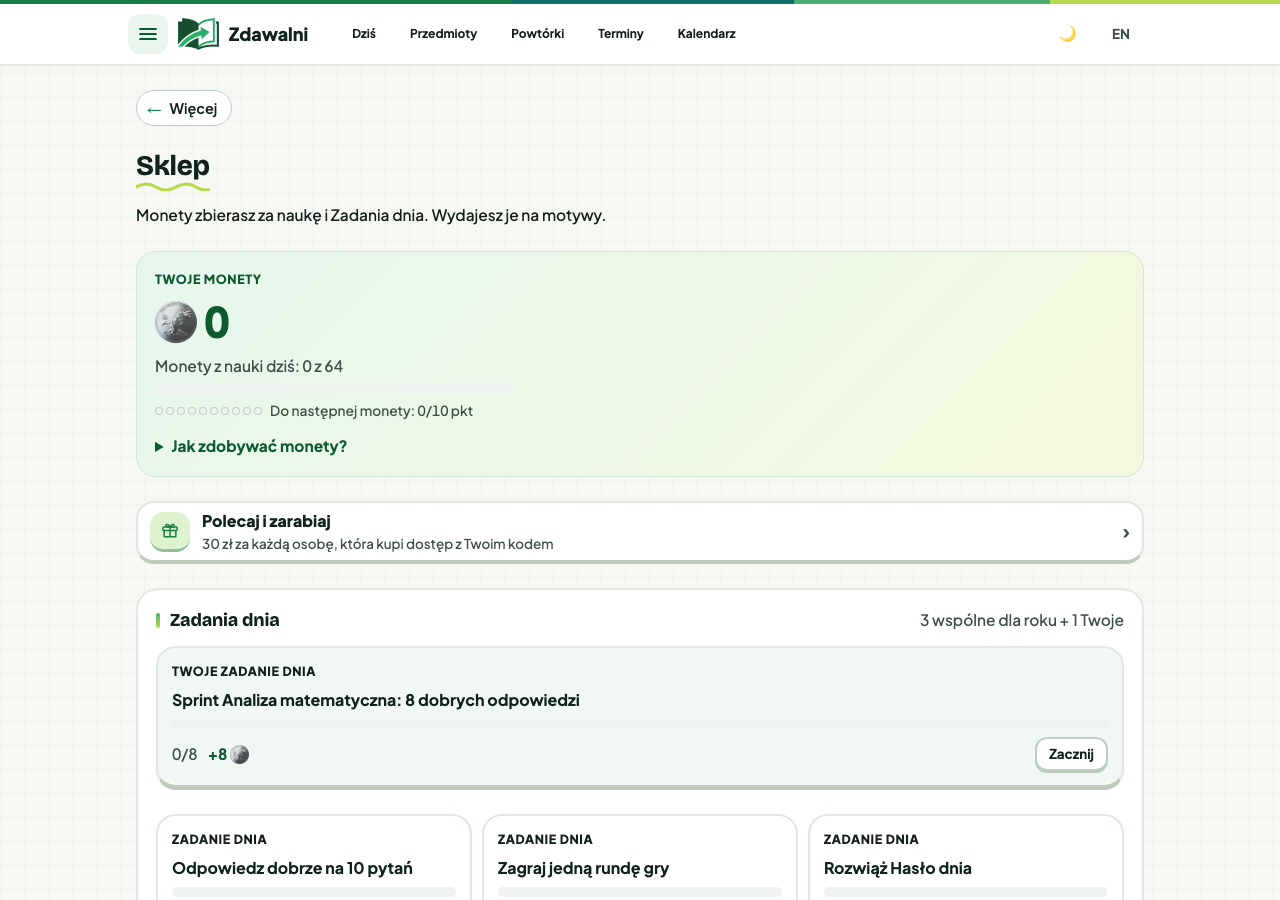 Zdawalni
Dziś
Przedmioty
Powtórki
Terminy
Kalendarz
EN
← Więcej
Sklep
Monety zbierasz za naukę i Zadania dnia. Wydajesz je na motywy.
TWOJE MONETY
0
Monety z nauki dziś: 0 z 64
Do następnej monety: 0/10 pkt
Jak zdobywać monety?
Polecaj i zarabiaj
30 zł za każdą osobę, która kupi dostęp z Twoim kodem
Zadania dnia
3 wspólne dla roku + 1 Twoje
TWOJE ZADANIE DNIA
Sprint Analiza matematyczna: 8 dobrych odpowiedzi
0/8 +8
Zacznij
ZADANIE DNIA
Odpowiedz dobrze na 10 pytań
ZADANIE DNIA
Zagraj jedną rundę gry
ZADANIE DNIA
Rozwiąż Hasło dnia